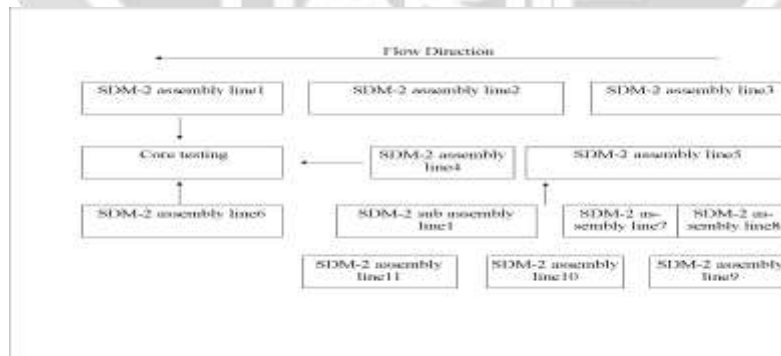 Flow Direction
SDM-2 assembly line1
SDM-2 assembly line2
SDM-2 assembly line3
Core testing
SDM-2 assembly
line4
SDM-2 assembly line5
SDM-2 assembly line6
SDM-2 sub assembly
line1
SDM-2 as-
sembly line7
SDM-2 as-
sembly line8
SDM-2 assembly
line11
SDM-2 assembly
line10
SDM-2 assembly
line9